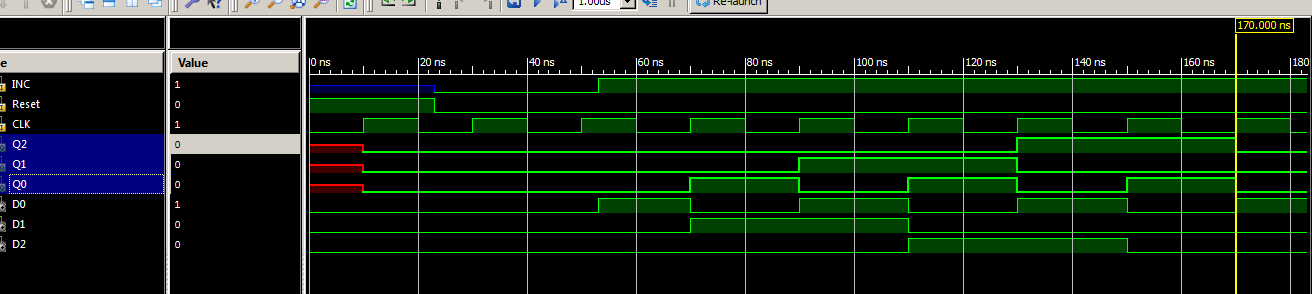 1.00us Re-launch
170.000 ns
e Value
0 ns 20 ns 40 ns 60 ns 80 ns 100 ns 120 ns 140 ns 160 ns 180
INC 1
Reset 0
CLK 1
Q2 0
Q1 0
Q0 0
D0 1
D1 0
D2 0